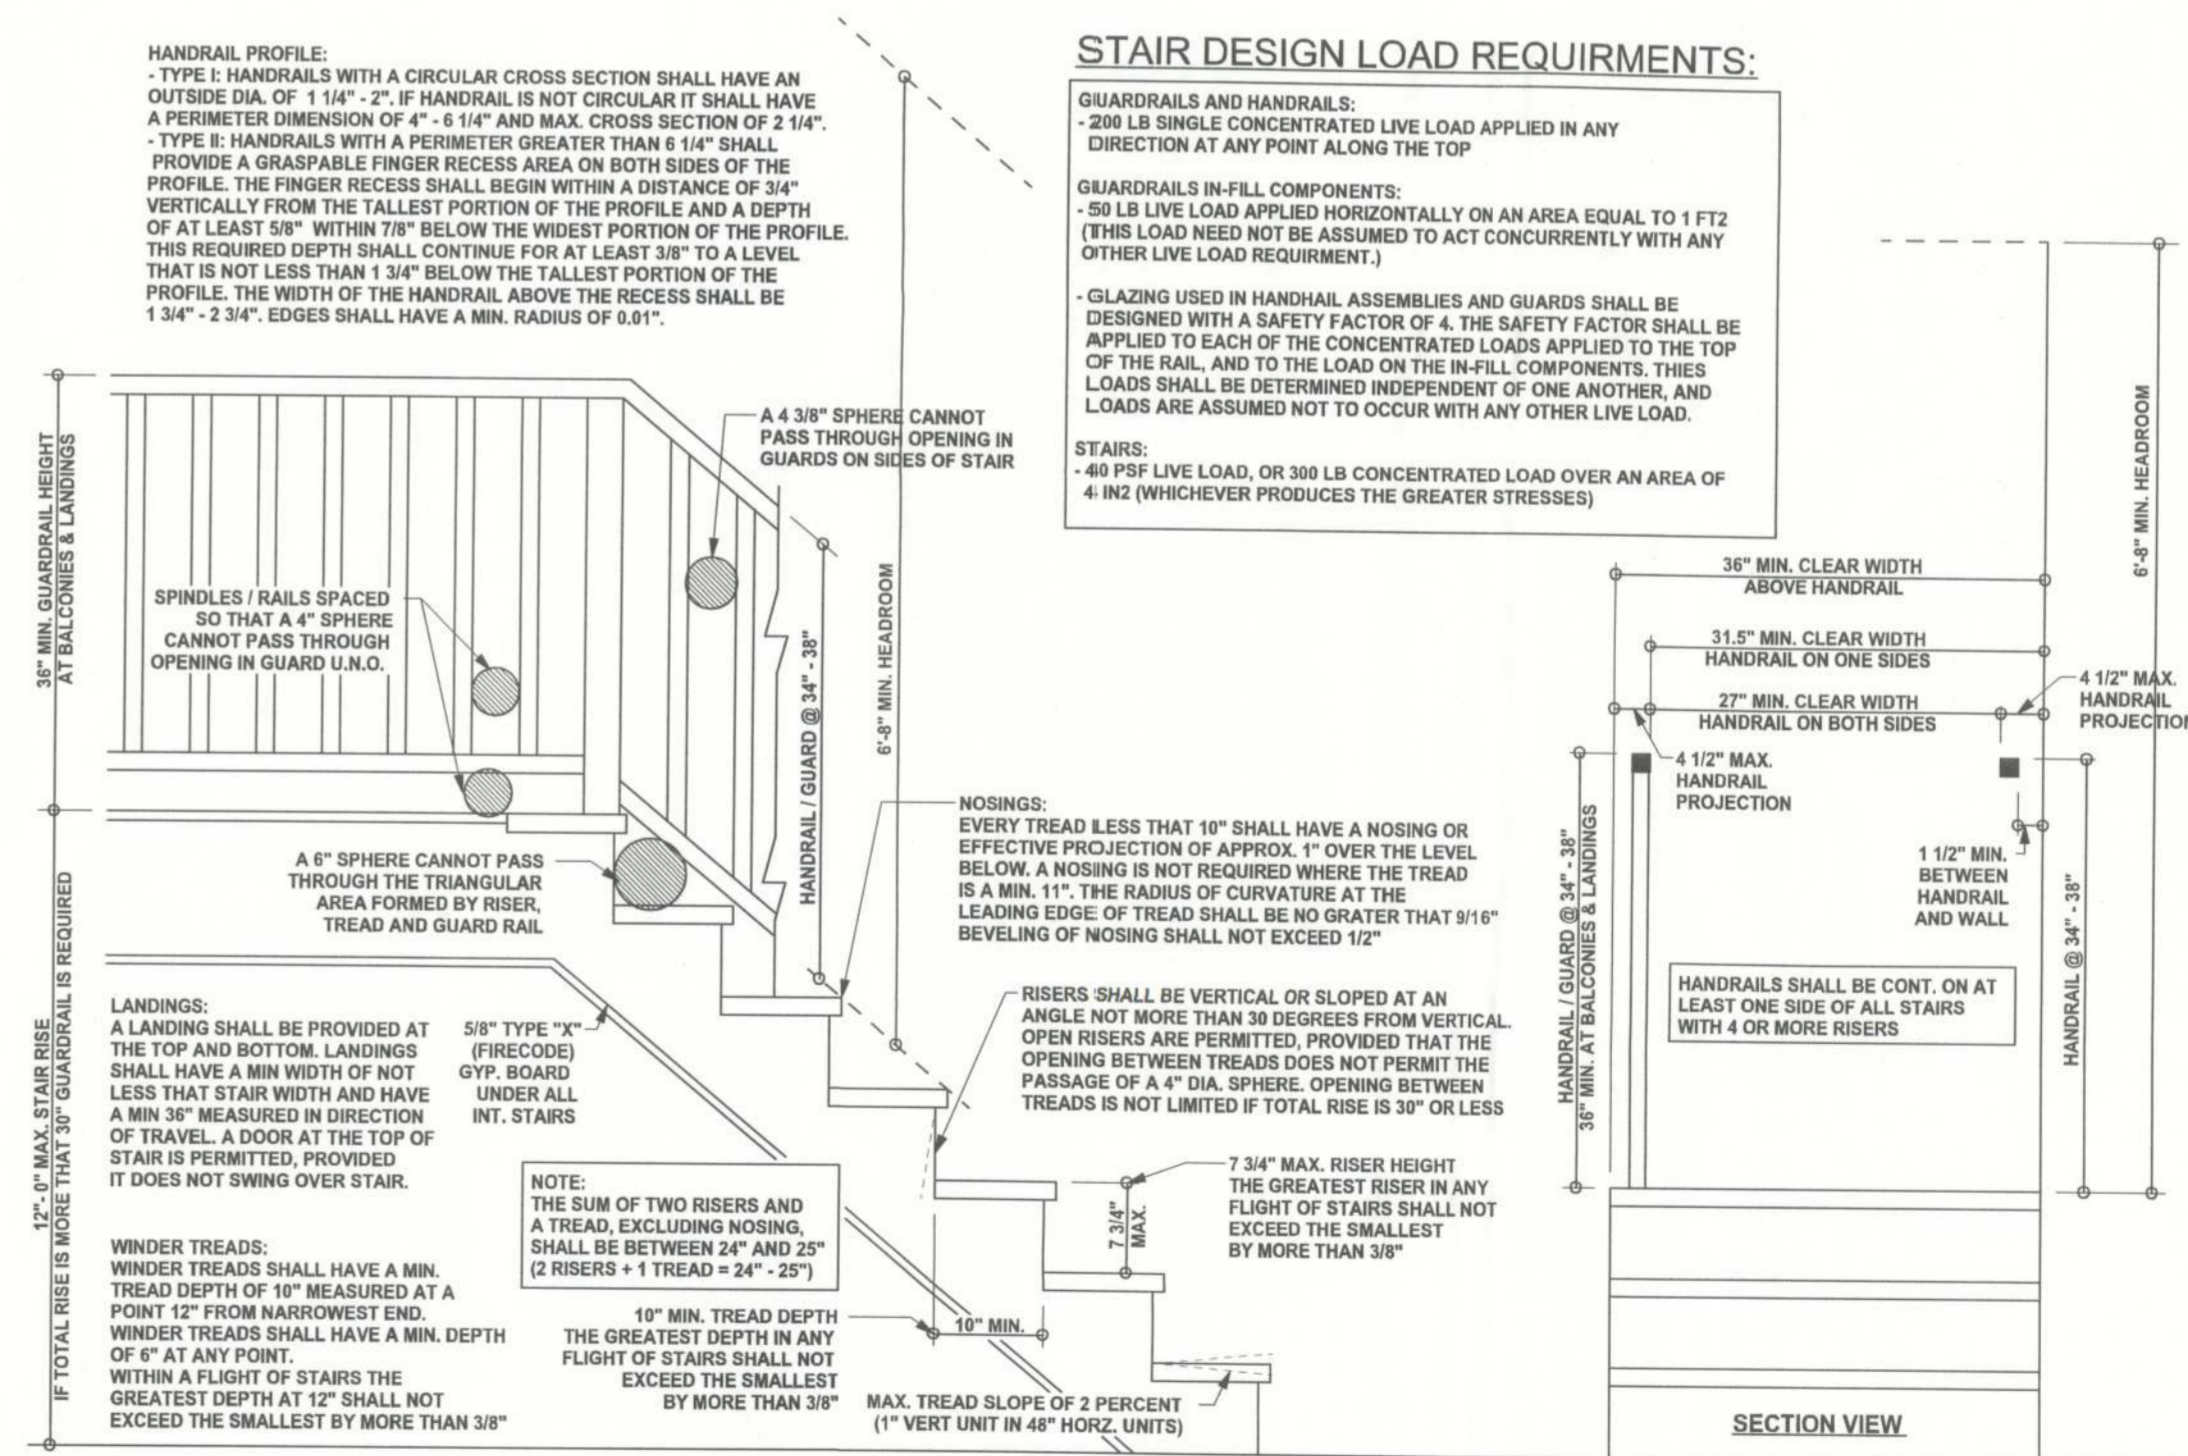 HANDRAIL PROFILE:
- TYPE I: HANDRAILS WITH A CIRCULAR CROSS SECTION SHALL HAVE AN
OUTSIDE DIA. OF 1 1/4" - 2". IF HANDRAIL IS NOT CIRCULAR IT SHALL HAVE
A PERIMETER DIMENSION OF 4" - 6 1/4" AND MAX. CROSS SECTION OF 2 1/4".
- TYPE II: HANDRAILS WITH A PERIMETER GREATER THAN 6 1/4" SHALL
PROVIDE A GRASPABLE FINGER RECESS AREA ON BOTH SIDES OF THE
PROFILE. THE FINGER RECESS SHALL BEGIN WITHIN A DISTANCE OF 3/4"
VERTICALLY FROM THE TALLEST PORTION OF THE PROFILE AND A DEPTH
OF AT LEAST 5/8" WITHIN 7/8" BELOW THE WIDEST PORTION OF THE PROFILE.
THIS REQUIRED DEPTH SHALL CONTINUE FOR AT LEAST 3/8" TO A LEVEL
THAT IS NOT LESS THAN 1 3/4" BELOW THE TALLEST PORTION OF THE
PROFILE. THE WIDTH OF THE HANDRAIL ABOVE THE RECESS SHALL BE
1 3/4" - 2 3/4". EDGES SHALL HAVE A MIN. RADIUS OF 0.01".
STAIR DESIGN LOAD REQUIRMENTS:
GUARDRAILS AND HANDRAILS:
- 200 LB SINGLE CONCENTRATED LIVE LOAD APPLIED IN ANY
DIRECTION AT ANY POINT ALONG THE TOP
GUARDRAILS IN-FILL COMPONENTS:
- 50 LB LIVE LOAD APPLIED HORIZONTALLY ON AN AREA EQUAL TO 1 FT2
(THIS LOAD NEED NOT BE ASSUMED TO ACT CONCURRENTLY WITH ANY
OTHER LIVE LOAD REQUIRMENT.)
- GLAZING USED IN HANDHAIL ASSEMBLIES AND GUARDS SHALL BE
DESIGNED WITH A SAFETY FACTOR OF 4. THE SAFETY FACTOR SHALL BE
APPLIED TO EACH OF THE CONCENTRATED LOADS APPLIED TO THE TOP
OF THE RAIL, AND TO THE LOAD ON THE IN-FILL COMPONENTS. THIES
LOADS SHALL BE DETERMINED INDEPENDENT OF ONE ANOTHER, AND
LOADS ARE ASSUMED NOT TO OCCUR WITH ANY OTHER LIVE LOAD.
STAIRS:
- 40 PSF LIVE LOAD, OR 300 LB CONCENTRATED LOAD OVER AN AREA OF
4 IN2 (WHICHEVER PRODUCES THE GREATER STRESSES)
36" MIN. GUARDRAIL HEIGHT
AT BALCONIES & LANDINGS
A 4 3/8" SPHERE CANNOT
PASS THROUGH OPENING IN
GUARDS ON SIDES OF STAIR
SPINDLES / RAILS SPACED
SO THAT A 4" SPHERE
CANNOT PASS THROUGH
OPENING IN GUARD U.N.O.
HANDRAIL / GUARD @ 34" - 38"
6'-8" MIN. HEADROOM
A 6" SPHERE CANNOT PASS
THROUGH THE TRIANGULAR
AREA FORMED BY RISER,
TREAD AND GUARD RAIL
NOSINGS:
EVERY TREAD LESS THAT 10" SHALL HAVE A NOSING OR
EFFECTIVE PROJECTION OF APPROX. 1" OVER THE LEVEL
BELOW. A NOSING IS NOT REQUIRED WHERE THE TREAD
IS A MIN. 11". THE RADIUS OF CURVATURE AT THE
LEADING EDGE OF TREAD SHALL BE NO GRATER THAT 9/16"
BEVELING OF NOSING SHALL NOT EXCEED 1/2"
12"- 0" MAX. STAIR RISE
IF TOTAL RISE IS MORE THAT 30" GUARDRAIL IS REQUIRED
LANDINGS:
A LANDING SHALL BE PROVIDED AT
THE TOP AND BOTTOM. LANDINGS
SHALL HAVE A MIN WIDTH OF NOT
LESS THAT STAIR WIDTH AND HAVE
A MIN 36" MEASURED IN DIRECTION
OF TRAVEL. A DOOR AT THE TOP OF
STAIR IS PERMITTED, PROVIDED
IT DOES NOT SWING OVER STAIR.
5/8" TYPE "X"
(FIRECODE)
GYP. BOARD
UNDER ALL
INT. STAIRS
RISERS SHALL BE VERTICAL OR SLOPED AT AN
ANGLE NOT MORE THAN 30 DEGREES FROM VERTICAL.
OPEN RISERS ARE PERMITTED, PROVIDED THAT THE
OPENING BETWEEN TREADS DOES NOT PERMIT THE
PASSAGE OF A 4" DIA. SPHERE. OPENING BETWEEN
TREADS IS NOT LIMITED IF TOTAL RISE IS 30" OR LESS
WINDER TREADS:
WINDER TREADS SHALL HAVE A MIN.
TREAD DEPTH OF 10" MEASURED AT A
POINT 12" FROM NARROWEST END.
WINDER TREADS SHALL HAVE A MIN. DEPTH
OF 6" AT ANY POINT.
WITHIN A FLIGHT OF STAIRS THE
GREATEST DEPTH AT 12" SHALL NOT
EXCEED THE SMALLEST BY MORE THAN 3/8"
NOTE:
THE SUM OF TWO RISERS AND
A TREAD, EXCLUDING NOSING,
SHALL BE BETWEEN 24" AND 25"
(2 RISERS + 1 TREAD = 24" - 25")
7 3/4"
MAX.
7 3/4" MAX. RISER HEIGHT
THE GREATEST RISER IN ANY
FLIGHT OF STAIRS SHALL NOT
EXCEED THE SMALLEST
BY MORE THAN 3/8"
10" MIN. TREAD DEPTH
THE GREATEST DEPTH IN ANY
FLIGHT OF STAIRS SHALL NOT
EXCEED THE SMALLEST
BY MORE THAN 3/8"
10" MIN.
MAX. TREAD SLOPE OF 2 PERCENT
(1" VERT UNIT IN 48" HORZ. UNITS)
36" MIN. CLEAR WIDTH
ABOVE HANDRAIL
31.5" MIN. CLEAR WIDTH
HANDRAIL ON ONE SIDES
27" MIN. CLEAR WIDTH
HANDRAIL ON BOTH SIDES
4 1/2" MAX.
HANDRAIL
PROJECTION
4 1/2" MAX.
HANDRAIL
PROJECTION
6'-8" MIN. HEADROOM
1 1/2" MIN.
BETWEEN
HANDRAIL
AND WALL
HANDRAIL / GUARD @ 34" - 38"
36" MIN. AT BALCONIES & LANDINGS
HANDRAILS SHALL BE CONT. ON AT
LEAST ONE SIDE OF ALL STAIRS
WITH 4 OR MORE RISERS
HANDRAIL @ 34" - 38"
SECTION VIEW